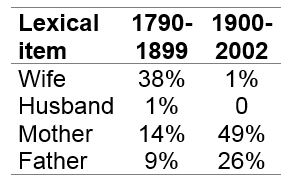 Lexical 1790- 1900-
item 1899 2002
Wife 38% 1%
Husband 1% 0
Mother 14% 49%
Father 9% 26%